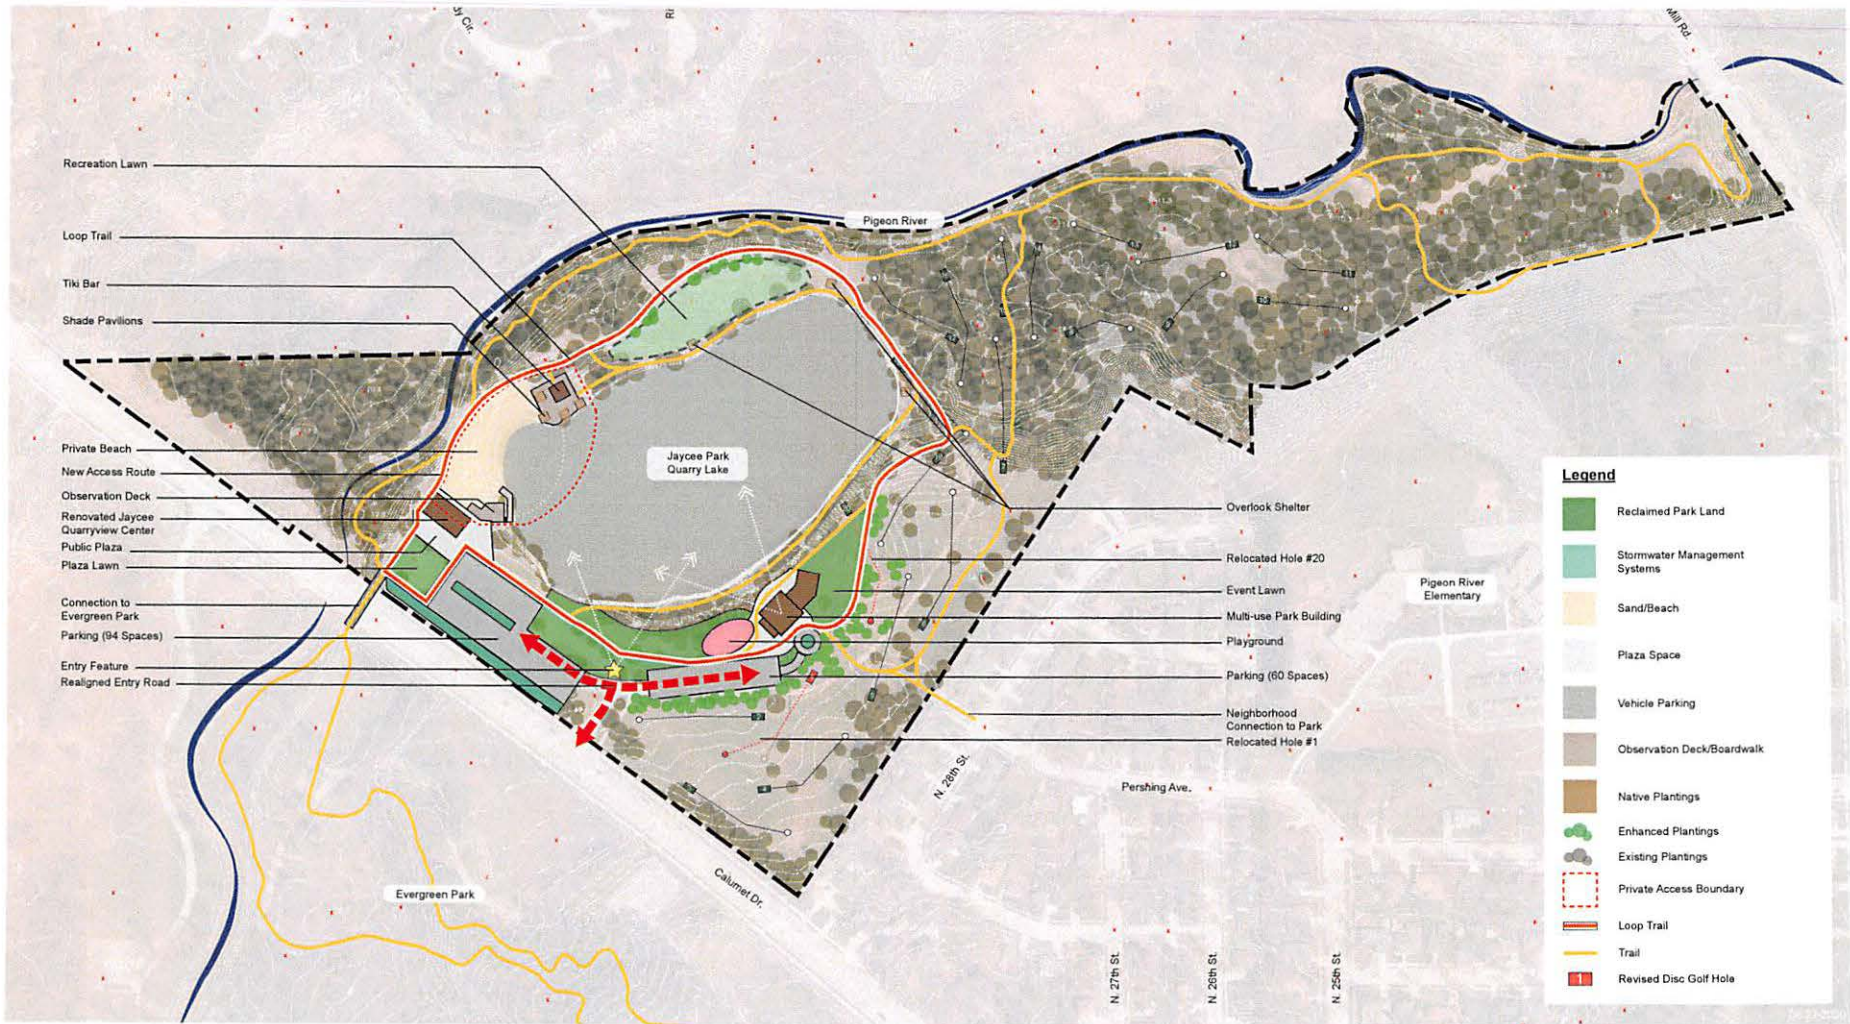 Mill Rd.
Recreation Lawn
Loop Trail
Tiki Bar
Shade Pavilions
Private Beach
New Access Route
Observation Deck
Renovated Jaycee
Quarryview Center
Public Plaza
Plaza Lawn
Connection to
Evergreen Park
Parking (94 Spaces)
Entry Feature
Realigned Entry Road
Pigeon River
Jaycee Park
Quarry Lake
Overlook Shelter
Relocated Hole #20
Event Lawn
Multi-use Park Building
Playground
Parking (60 Spaces)
Neighborhood
Connection to Park
Relocated Hole #1
Pigeon River
Elementary
Evergreen Park
Calumet Dr.
N. 28th St.
Pershing Ave.
N. 27th St.
N. 26th St.
N. 25th St.
Legend
Reclaimed Park Land
Stormwater Management
Systems
Sand/Beach
Plaza Space
Vehicle Parking
Observation Deck/Boardwalk
Native Plantings
Enhanced Plantings
Existing Plantings
Private Access Boundary
Loop Trail
Trail
1
Revised Disc Golf Hole